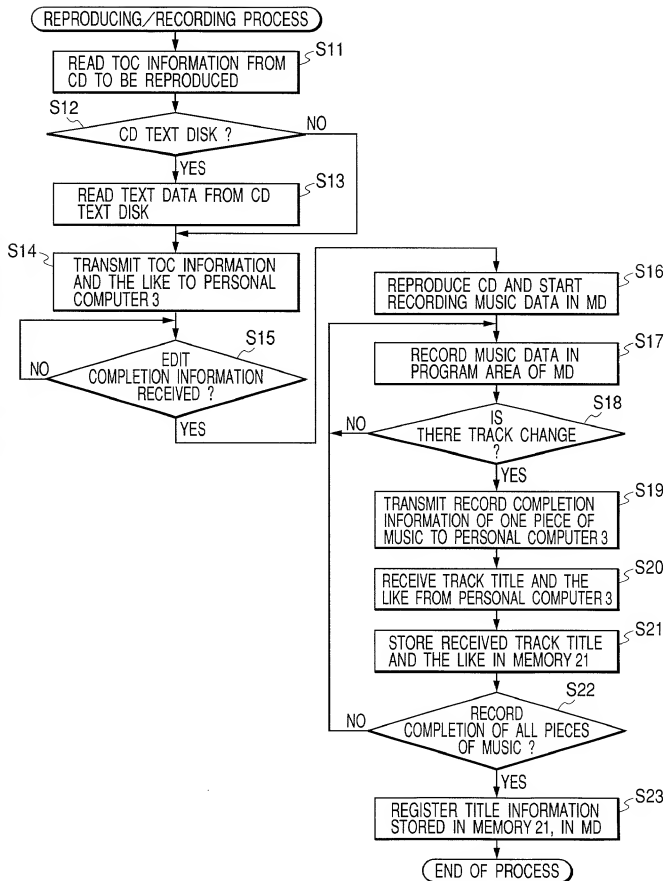 REPRODUCING/RECORDING PROCESS
S11
READ TOC INFORMATION FROM
CD TO BE REPRODUCED
S12
CD TEXT DISK ?
NO
YES
S13
READ TEXT DATA FROM CD
TEXT DISK
S14
TRANSMIT TOC INFORMATION
AND THE LIKE TO PERSONAL
COMPUTER 3
S15
EDIT
COMPLETION INFORMATION
RECEIVED ?
NO
YES
S16
REPRODUCE CD AND START
RECORDING MUSIC DATA IN MD
S17
RECORD MUSIC DATA IN
PROGRAM AREA OF MD
S18
IS
THERE TRACK CHANGE
?
NO
YES
S19
TRANSMIT RECORD COMPLETION
INFORMATION OF ONE PIECE OF
MUSIC TO PERSONAL COMPUTER 3
S20
RECEIVE TRACK TITLE AND THE
LIKE FROM PERSONAL COMPUTER 3
S21
STORE RECEIVED TRACK TITLE
AND THE LIKE IN MEMORY 21
S22
RECORD
COMPLETION OF ALL PIECES
OF MUSIC ?
NO
YES
S23
REGISTER TITLE INFORMATION
STORED IN MEMORY 21, IN MD
END OF PROCESS